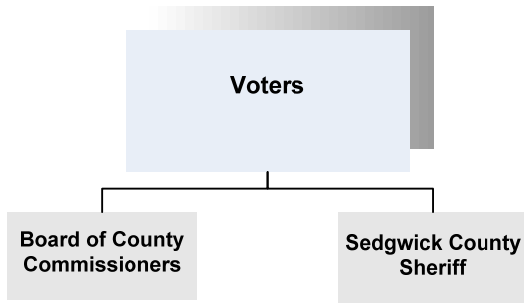 Voters
Board of County
Commissioners
Sedgwick County
Sheriff